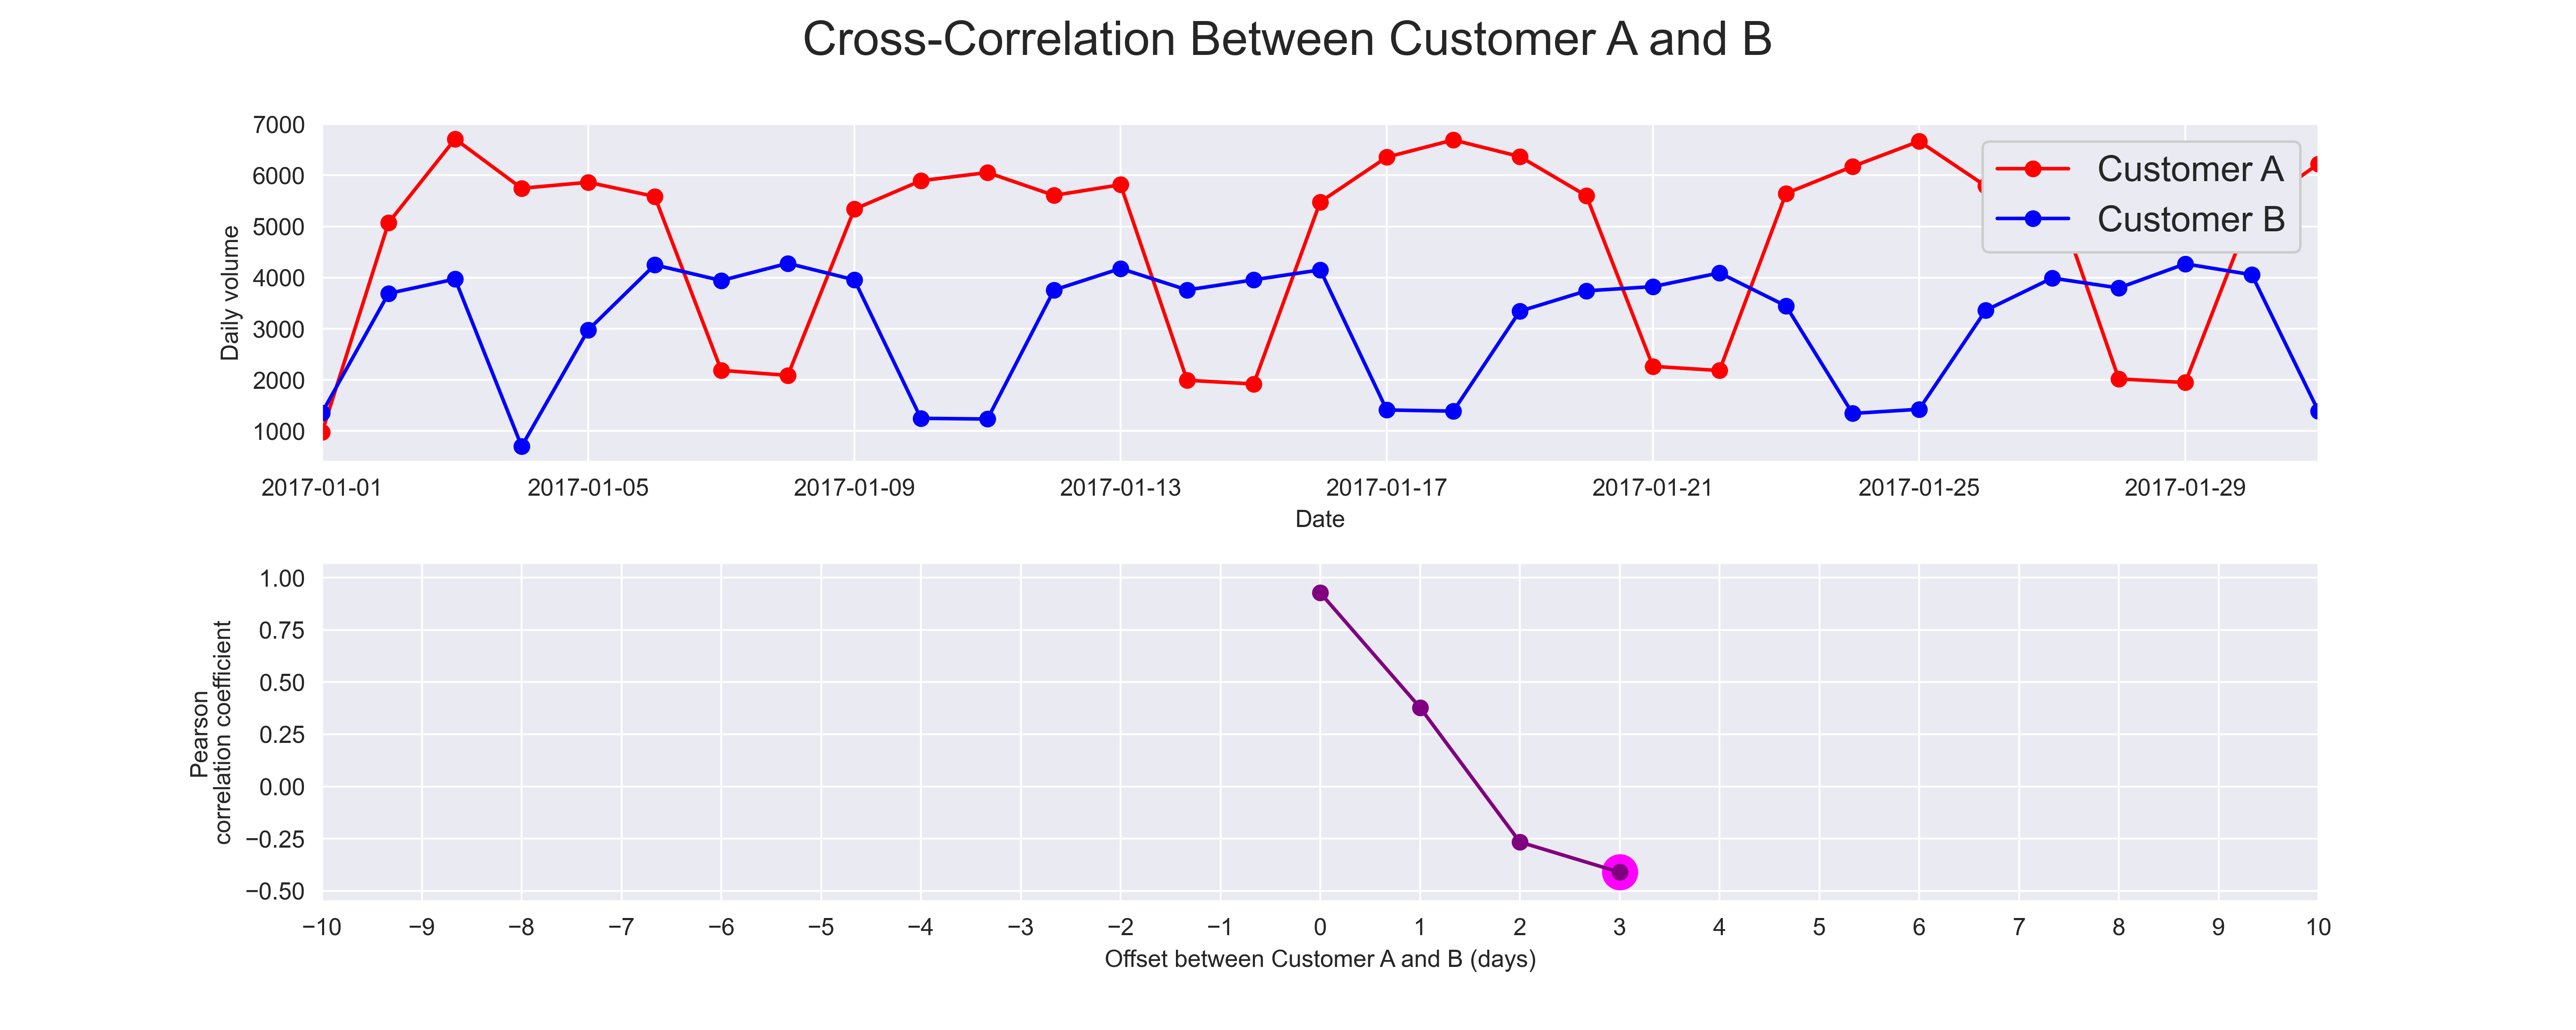 Cross-Correlation Between Customer A and B
7000
6000
5000
4000
3000
2000
1000
Daily volume
Customer A
Customer B
2017-01-01 2017-01-05 2017-01-09 2017-01-13 2017-01-17 2017-01-21 2017-01-25 2017-01-29
Date
1.00
0.75
0.50
0.25
0.00
−0.25
−0.50
Pearson
correlation coefficient
−10 −9 −8 −7 −6 −5 −4 −3 −2 −1 0 1 2 3 4 5 6 7 8 9 10
Offset between Customer A and B (days)